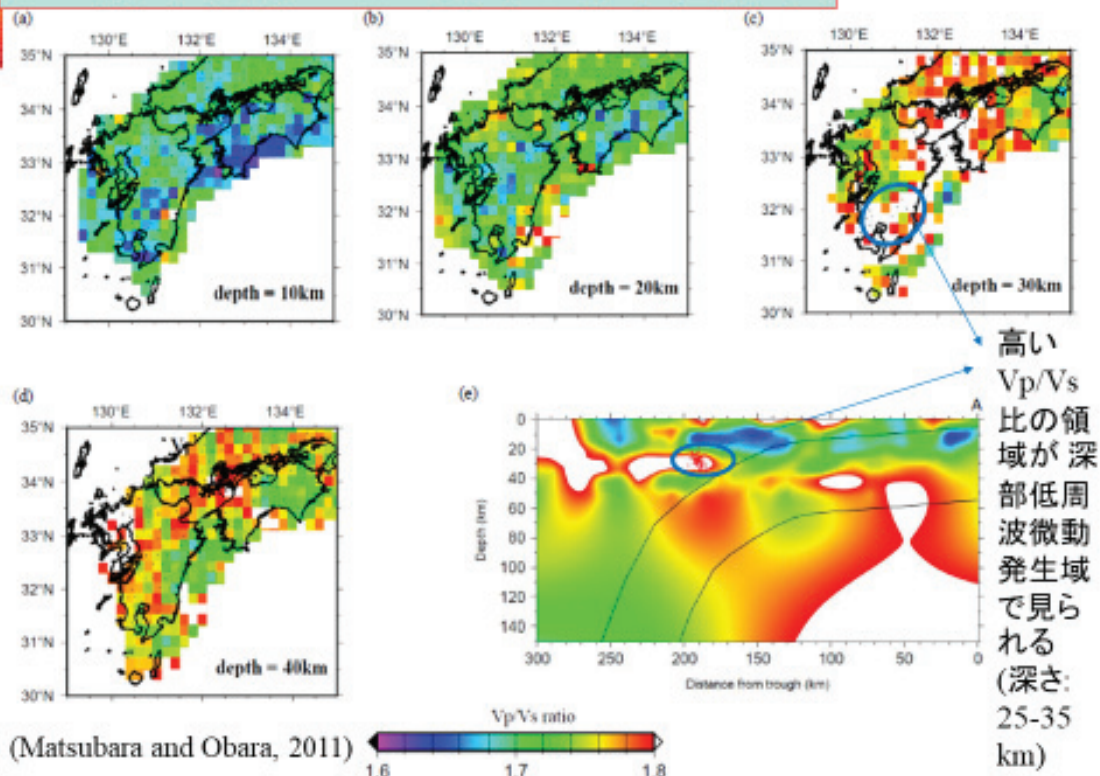 (a)
(b)
(c)
130°E 132°E 134°E
130°E 132°E 134°E
130°E 132°E 134°E
35°N
34°N
33°N
32°N
31°N
30°N
depth = 10km
35°N
34°N
33°N
32°N
31°N
30°N
depth = 20km
35°N
34°N
33°N
32°N
31°N
30°N
depth = 30km
高い
Vp/Vs
比の領
域が 深
部低周
波微動
発生域
で見ら
れる
(深さ:
25-35
km)
(d)
130°E 132°E 134°E
35°N
34°N
33°N
32°N
31°N
30°N
depth = 40km
(e)
A
0
20
40
60
80
100
120
140
Depth (km)
300 250 200 150 100 50 0
Distance from trough (km)
Vp/Vs ratio
(Matsubara and Obara, 2011)
1.6 1.7 1.8